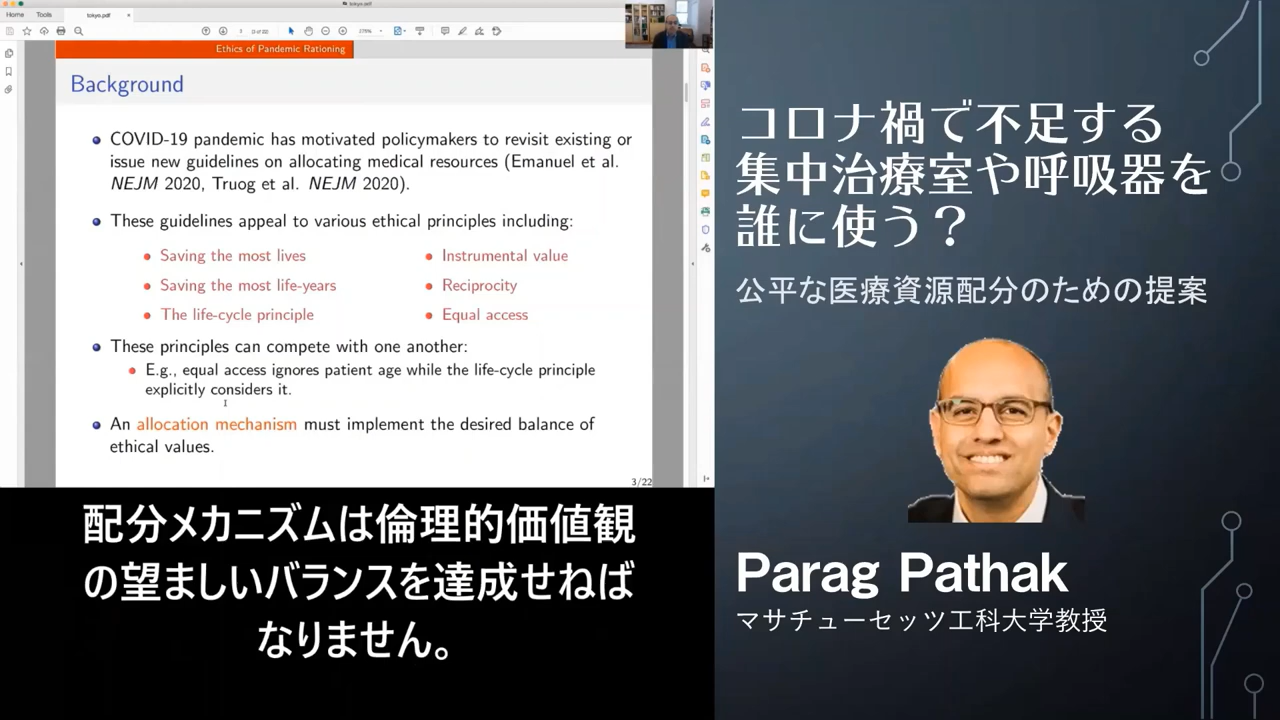 tokyo.pdf
Home
Tools
tokyo.pdf
(3 of 22)
Ethics of Pandemic Rationing
Background
COVID-19 pandemic has motivated policymakers to revisit existing or
issue new guidelines on allocating medical resources (Emanuel et al.
NEJM 2020, Truog et al. NEJM 2020).
These guidelines appeal to various ethical principles including:
Saving the most lives
Instrumental value
Saving the most life-years
Reciprocity
The life-cycle principle
Equal access
These principles can compete with one another:
E.g., equal access ignores patient age while the life-cycle principle
explicitly considers it.
An allocation mechanism must implement the desired balance of
ethical values.
3/22
配分メカニズムは倫理的価値観
の望ましいバランスを達成せねば
なりません。
コロナ禍で不足する
集中治療室や呼吸器を
誰に使う？
公平な医療資源配分のための提案
Parag Pathak
マサチューセッツ工科大学教授